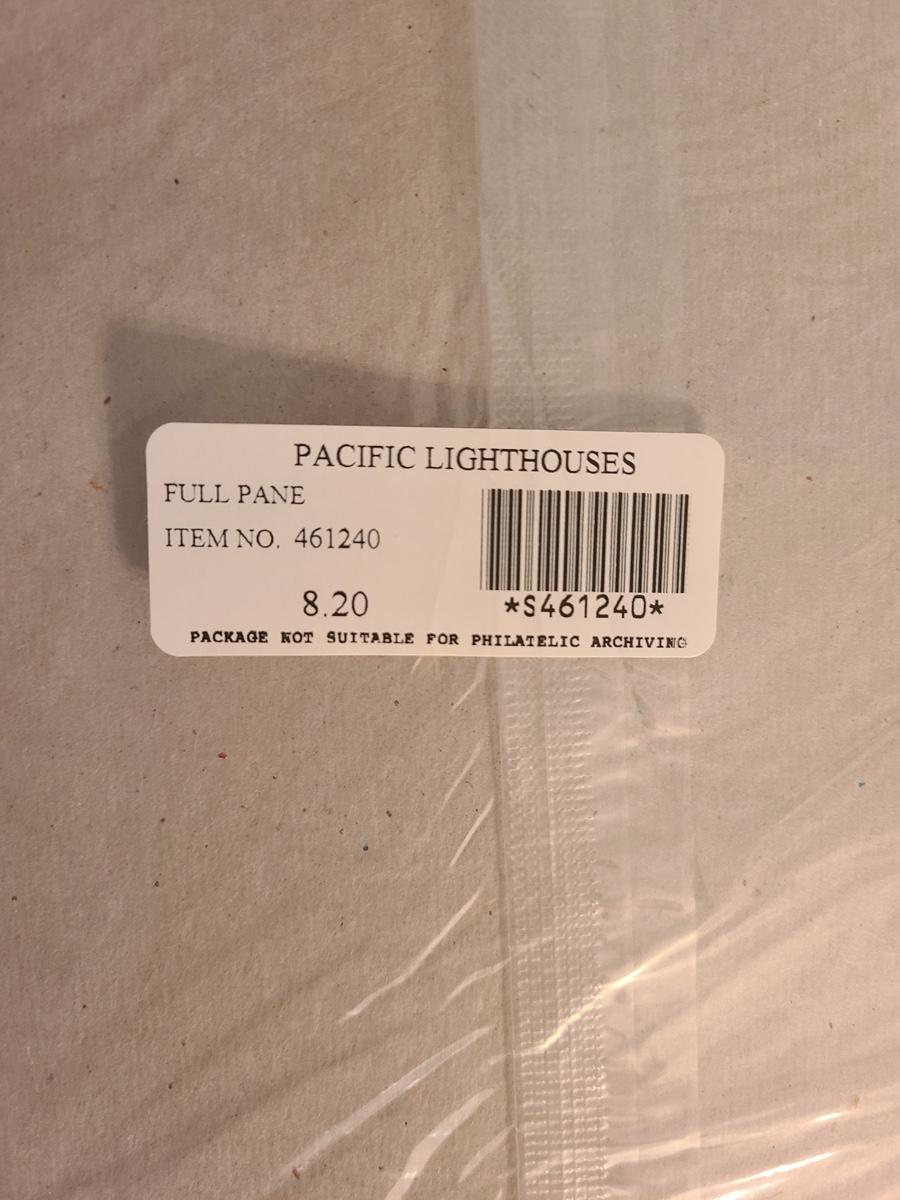 PACIFIC LIGHTHOUSES
FULL PANE
ITEM NO. 461240
8.20
*S461240*
PACKAGE NOT SUITABLE FOR PHILATELIC ARCHIVING